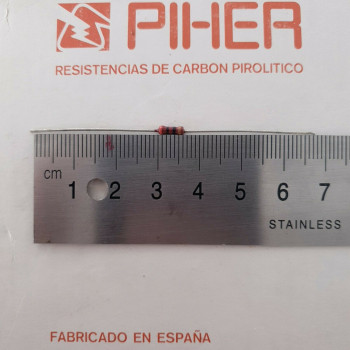 PIHER
RESISTENCIAS DE CARBON PIROLITICO
cm
1 2 3 4 5 6 7
STAINLESS
FABRICADO EN ESPAÑA